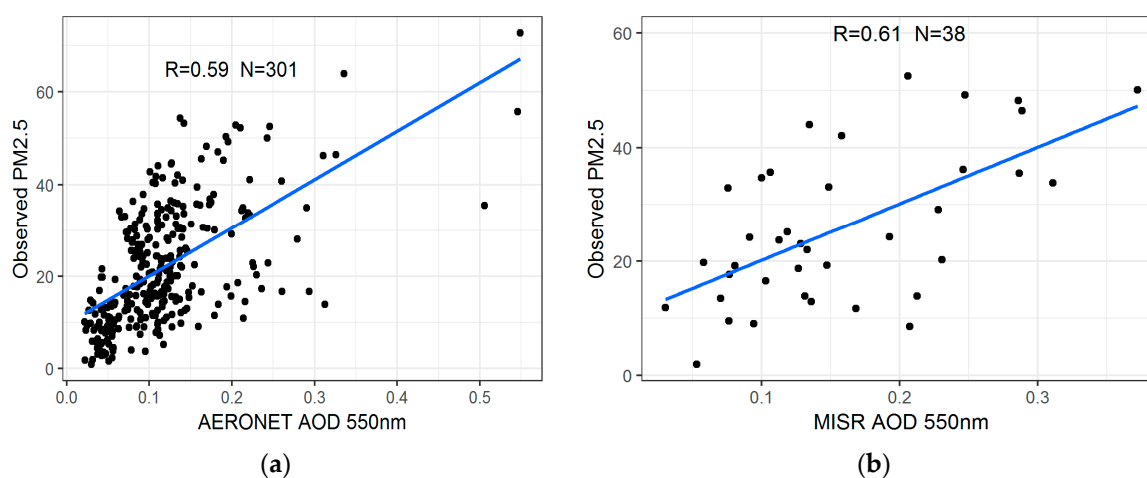 R=0.59 N=301
Observed PM2.5
60
40
20
0
0.0 0.1 0.2 0.3 0.4 0.5
AERONET AOD 550nm
(a)
R=0.61 N=38
Observed PM2.5
60
40
20
0
0.1 0.2 0.3
MISR AOD 550nm
(b)